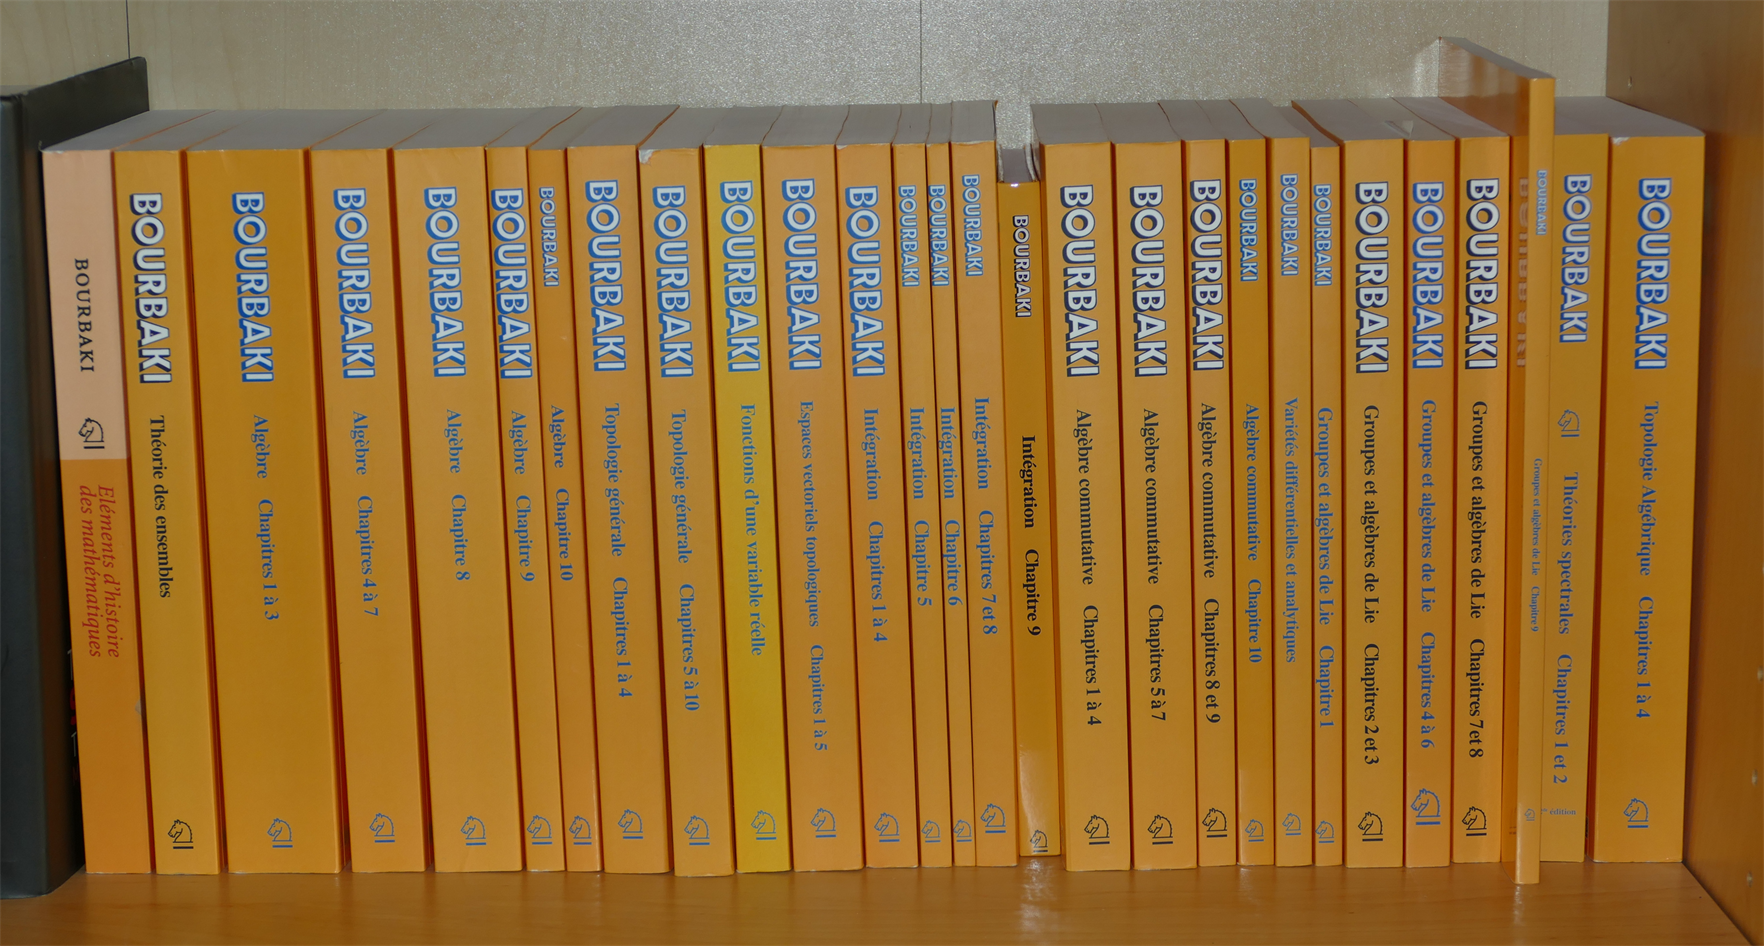 BOURBAKI
Eléments d'histoire
des mathématiques
BOURBAKI Théorie des ensembles
BOURBAKI Algèbre Chapitres 1 à 3
BOURBAKI Algèbre Chapitres 4 à 7
BOURBAKI Algèbre Chapitre 8
BOURBAKI Algèbre Chapitre 9
BOURBAKI Algèbre Chapitre 10
BOURBAKI Topologie générale Chapitres 1 à 4
BOURBAKI Topologie générale Chapitres 5 à 10
BOURBAKI Fonctions d'une variable réelle
BOURBAKI Espaces vectoriels topologiques Chapitres 1 à 5
BOURBAKI Intégration Chapitres 1 à 4
BOURBAKI Intégration Chapitre 5
BOURBAKI Intégration Chapitre 6
BOURBAKI Intégration Chapitres 7 et 8
BOURBAKI Intégration Chapitre 9
BOURBAKI Algèbre commutative Chapitres 1 à 4
BOURBAKI Algèbre commutative Chapitres 5 à 7
BOURBAKI Algèbre commutative Chapitres 8 et 9
BOURBAKI Algèbre commutative Chapitre 10
BOURBAKI Variétés différentielles et analytiques
BOURBAKI Groupes et algèbres de Lie Chapitre 1
BOURBAKI Groupes et algèbres de Lie Chapitres 2 et 3
BOURBAKI Groupes et algèbres de Lie Chapitres 4 à 6
BOURBAKI Groupes et algèbres de Lie Chapitres 7 et 8
BOURBAKI Groupes et algèbres de Lie Chapitre 9
BOURBAKI Théories spectrales Chapitres 1 et 2
édition
BOURBAKI Topologie Algébrique Chapitres 1 à 4